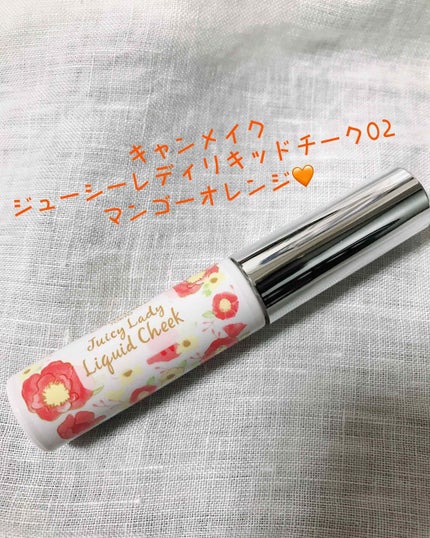 キャンメイク
ジューシーレディリキッドチーク02
マンゴーオレンジ🧡
Juicy Lady
Liquid Cheek